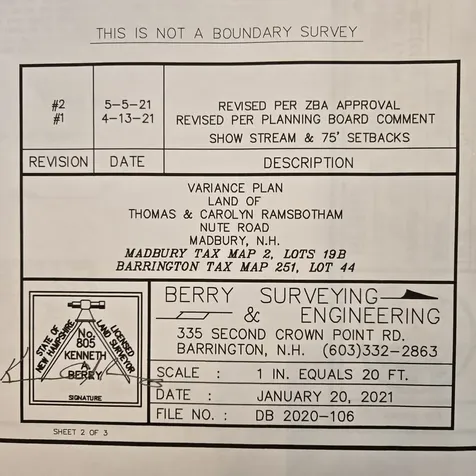 THIS IS NOT A BOUNDARY SURVEY
#2 5-5-21 REVISED PER ZBA APPROVAL
#1 4-13-21 REVISED PER PLANNING BOARD COMMENT
SHOW STREAM & 75' SETBACKS
REVISION DATE DESCRIPTION
VARIANCE PLAN
LAND OF
THOMAS & CAROLYN RAMSBOTHAM
NUTE ROAD
MADBURY, N.H.
MADBURY TAX MAP 2, LOTS 19B
BARRINGTON TAX MAP 251, LOT 44
STATE OF
NEW HAMPSHIRE
LICENSED
LAND SURVEYOR
No.
805
KENNETH
A.
BERRY
SIGNATURE
BERRY SURVEYING
& ENGINEERING
335 SECOND CROWN POINT RD.
BARRINGTON, N.H. (603)332-2863
SCALE : 1 IN. EQUALS 20 FT.
DATE : JANUARY 20, 2021
FILE NO. : DB 2020-106
SHEET 2 OF 3